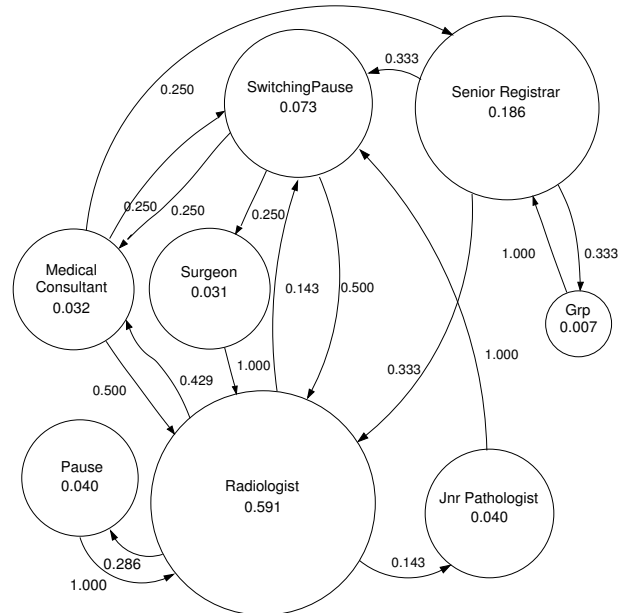 0.333
SwitchingPause
0.073
Senior Registrar
0.186
0.250
0.250
0.250
0.250
Medical
Consultant
0.032
Surgeon
0.031
0.143
0.500
1.000
0.333
Grp
0.007
0.500
0.429
1.000
0.333
1.000
Pause
0.040
Radiologist
0.591
Jnr Pathologist
0.040
0.286
1.000
0.143